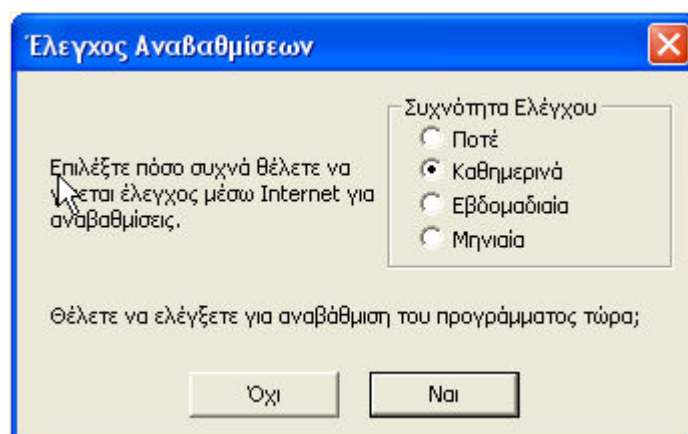 Έλεγχος Αναβαθμίσεων
Επιλέξτε πόσο συχνά θέλετε να
γίνεται έλεγχος μέσω Internet για
αναβαθμίσεις.
Συχνότητα Ελέγχου
Ποτέ
Καθημερινά
Εβδομαδιαία
Μηνιαία
Θέλετε να ελέγξετε για αναβάθμιση του προγράμματος τώρα;
Όχι
Ναι